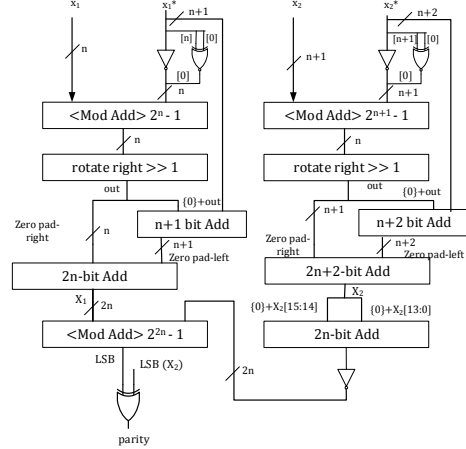 x₁
x₁*
n+1
[n]
[0]
n
[0]
n
<Mod Add> 2ⁿ - 1
n
rotate right >> 1
out
{0}+out
n+1 bit Add
Zero pad-
right
n
n+1
Zero pad-left
2n-bit Add
X₁
2n
<Mod Add> 2²ⁿ - 1
LSB
LSB (X₂)
parity
x₂
x₂*
n+2
[n+1]
[0]
n+1
[0]
n+1
<Mod Add> 2ⁿ⁺¹ - 1
n
rotate right >> 1
out
{0}+out
n+2 bit Add
n+1
Zero pad-
right
n+2
Zero pad-left
2n+2-bit Add
X₂
{0}+X₂[15:14]
{0}+X₂[13:0]
2n-bit Add
2n